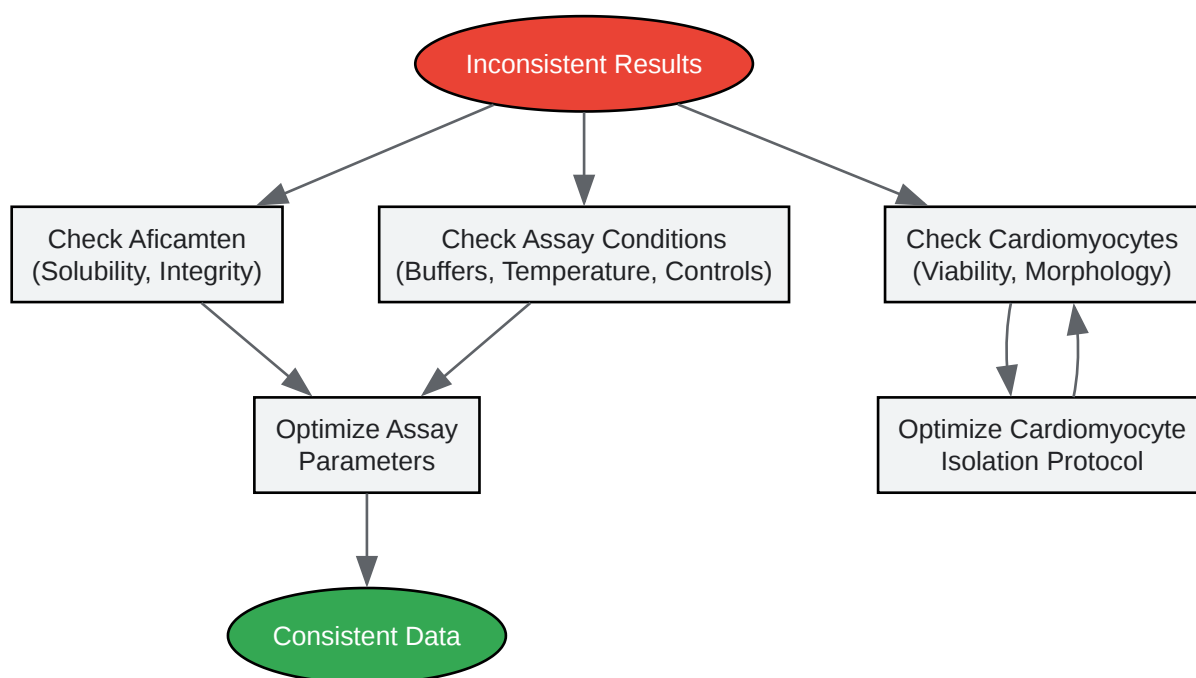 Inconsistent Results
Check Aficamten
(Solubility, Integrity)
Check Assay Conditions
(Buffers, Temperature, Controls)
Check Cardiomyocytes
(Viability, Morphology)
Optimize Assay
Parameters
Optimize Cardiomyocyte
Isolation Protocol
Consistent Data